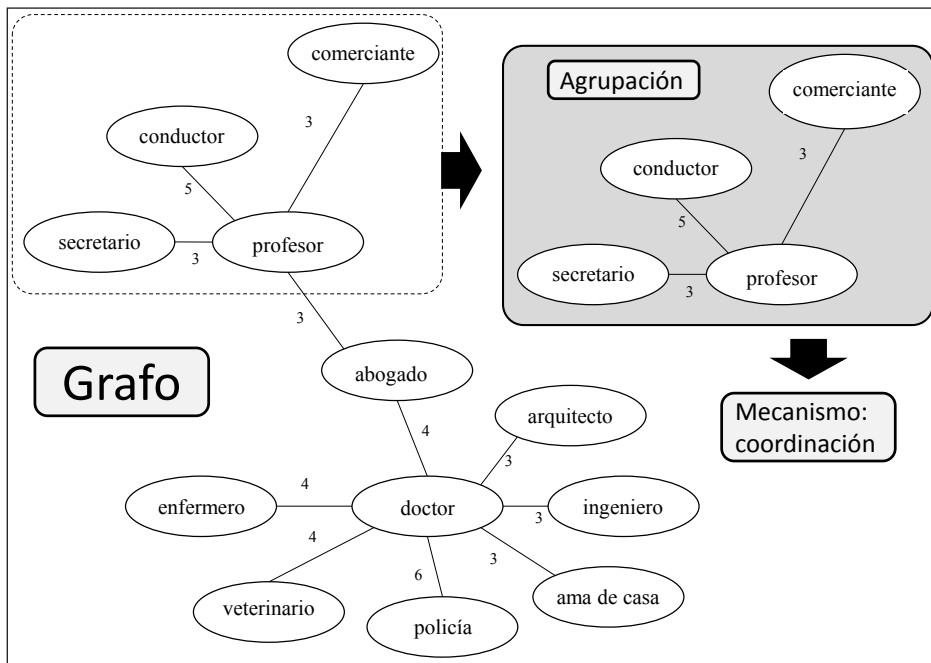 comerciante
3
conductor
5
secretario
3
profesor
3
abogado
Grafo
4
arquitecto
3
enfermero
4
doctor
3
ingeniero
4
veterinario
6
policía
3
ama de casa
Agrupación
comerciante
3
conductor
5
secretario
3
profesor
Mecanismo:
coordinación